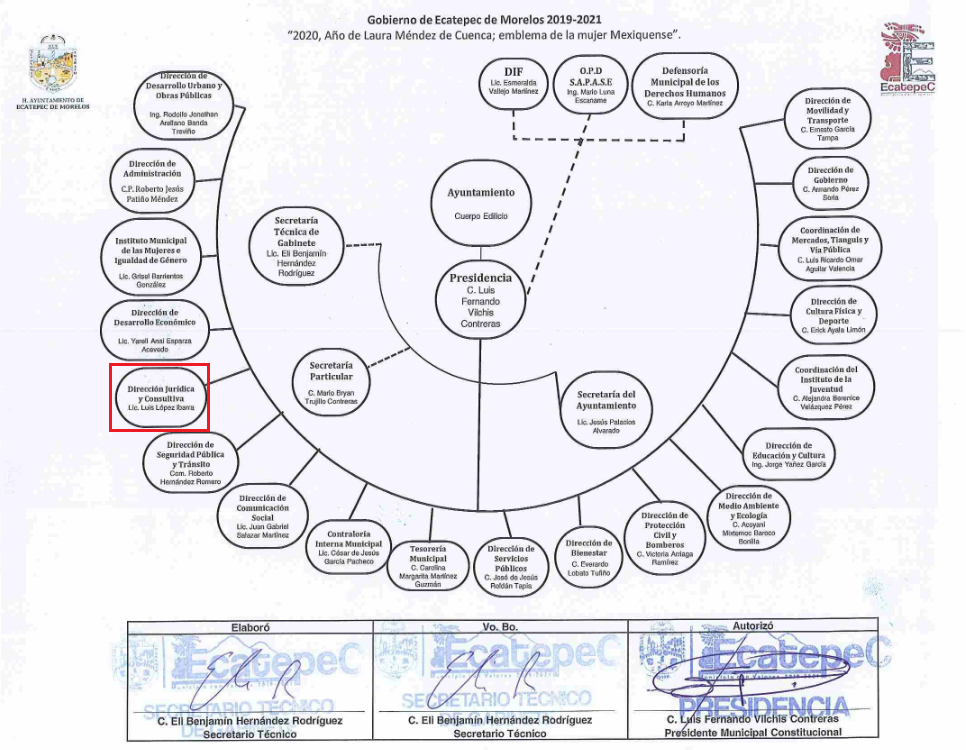 Gobierno de Ecatepec de Morelos 2019-2021
"2020, Año de Laura Méndez de Cuenca; emblema de la mujer Mexiquense".
H. AYUNTAMIENTO DE
ECATEPEC DE MORELOS
EcatepeC
DIF
Lic. Esmeralda
Vallejo Martínez
O.P.D
S.A.P.A.S.E
Ing. Mario Luna
Escaname
Defensoría
Municipal de los
Derechos Humanos
C. Karla Arroyo Martínez
Dirección de
Desarrollo Urbano y
Obras Públicas
Ing. Rodolfo Jonathan
Arellano Banda
Treviño
Dirección de
Administración
C.P. Roberto Jesús
Patiño Méndez
Instituto Municipal
de las Mujeres e
Igualdad de Género
Lic. Grisel Barrientos
González
Dirección de
Desarrollo Económico
Lic. Yareli Anai Esparza
Acevedo
Dirección Jurídica
y Consultiva
Lic. Luis López Ibarra
Dirección de
Seguridad Pública
y Tránsito
Com. Roberto
Hernández Romero
Dirección de
Comunicación
Social
Lic. Juan Gabriel
Salazar Martínez
Contraloría
Interna Municipal
Lic. César de Jesús
García Pacheco
Tesorería
Municipal
C. Carolina
Margarita Martínez
Guzmán
Dirección de
Servicios
Públicos
C. José de Jesús
Roldán Tapia
Dirección de
Bienestar
C. Everardo
Lobato Tufiño
Dirección de
Protección
Civil y
Bomberos
C. Victoria Arriaga
Ramírez
Dirección de
Medio Ambiente
y Ecología
C. Acoyani
Mixtemoc Baroco
Bonilla
Dirección de
Educación y Cultura
Ing. Jorge Yañez García
Coordinación del
Instituto de la
Juventud
C. Alejandra Berenice
Velázquez Pérez
Dirección de
Cultura Física y
Deporte
C. Erick Ayala Limón
Coordinación de
Mercados, Tianguis y
Vía Pública
C. Luis Ricardo Omar
Aguilar Valencia
Dirección de
Gobierno
C. Armando Pérez
Soria
Dirección de
Movilidad y
Transporte
C. Ernesto García
Tampa
Ayuntamiento
Cuerpo Edilicio
Presidencia
C. Luis
Fernando
Vilchis
Contreras
Secretaría
Técnica de
Gabinete
Lic. Eli Benjamín
Hernández
Rodríguez
Secretaría
Particular
C. Mario Bryan
Trujillo Contreras
Secretaría del
Ayuntamiento
Lic. Jesús Palacios
Alvarado
Elaboró
Vo. Bo.
Autorizó
EcatepeC
EcatepeC
EcatepeC
SECRETARIO TÉCNICO
SECRETARIO TÉCNICO
PRESIDENCIA
C. Eli Benjamín Hernández Rodríguez
Secretario Técnico
C. Eli Benjamín Hernández Rodríguez
Secretario Técnico
C. Luis Fernando Vilchis Contreras
Presidente Municipal Constitucional